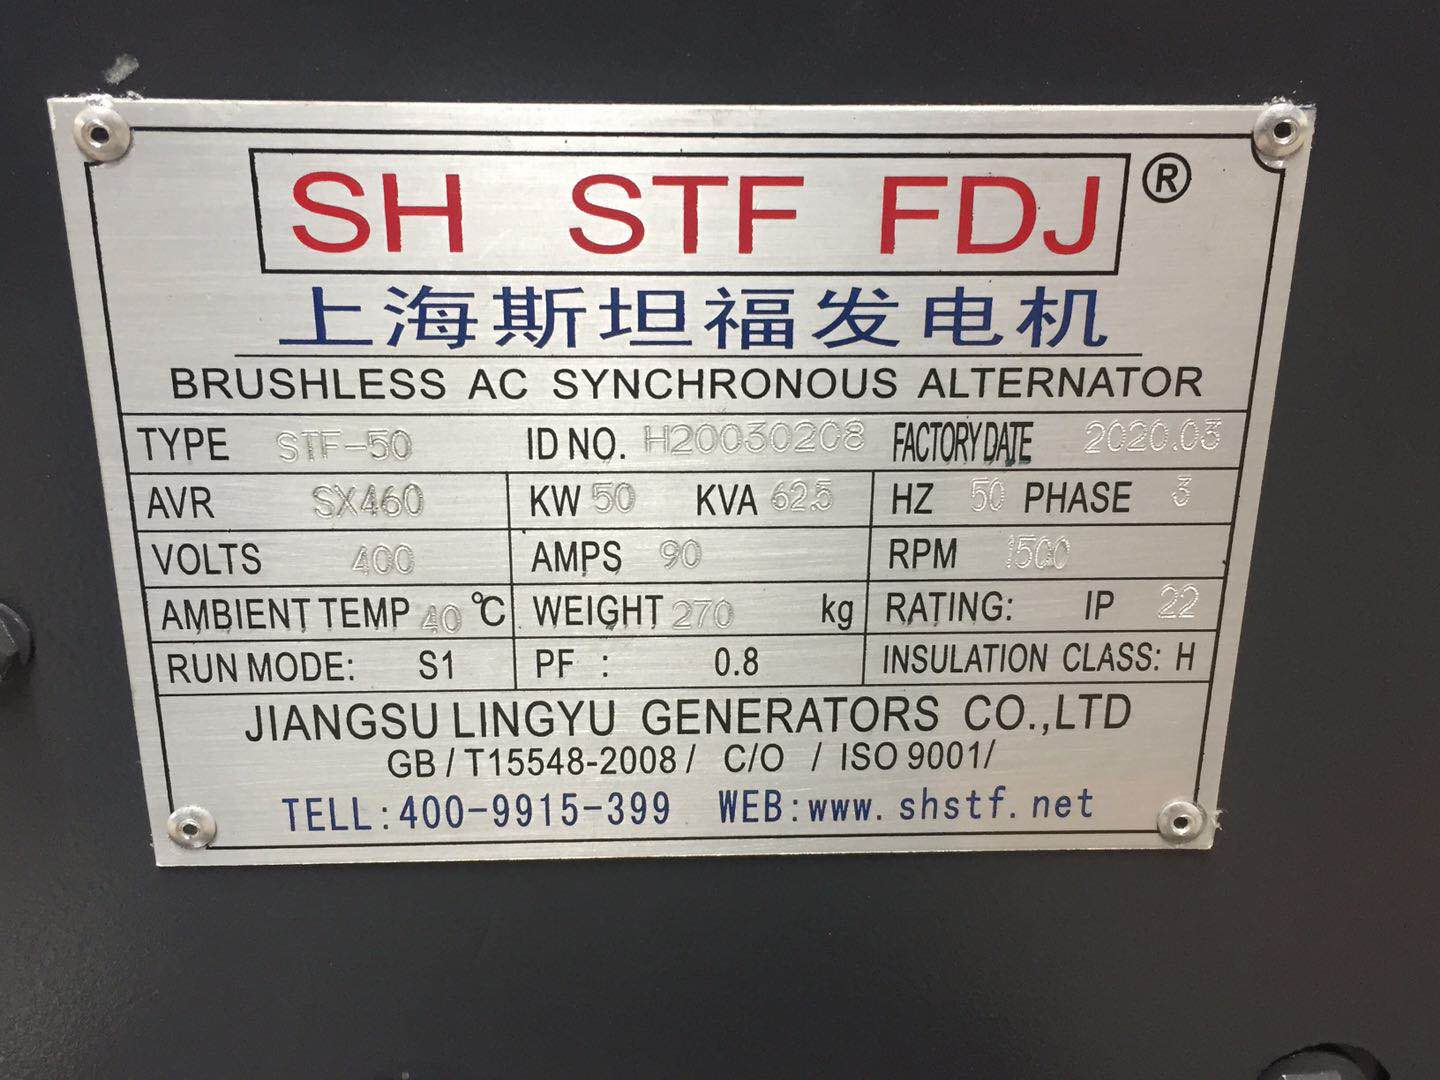 SH STF FDJ ®
上海斯坦福发电机
BRUSHLESS AC SYNCHRONOUS ALTERNATOR
TYPE STF-50 ID NO. H20030208 FACTORY DATE 2020.03
AVR SX460 KW 50 KVA 62.5 HZ 50 PHASE 3
VOLTS 400 AMPS 90 RPM 1500
AMBIENT TEMP 40 ℃ WEIGHT 270 kg RATING: IP 22
RUN MODE: S1 PF : 0.8 INSULATION CLASS: H
JIANGSU LINGYU GENERATORS CO.,LTD
GB/T15548-2008/ C/O / ISO 9001/
TELL:400-9915-399 WEB:www.shstf.net